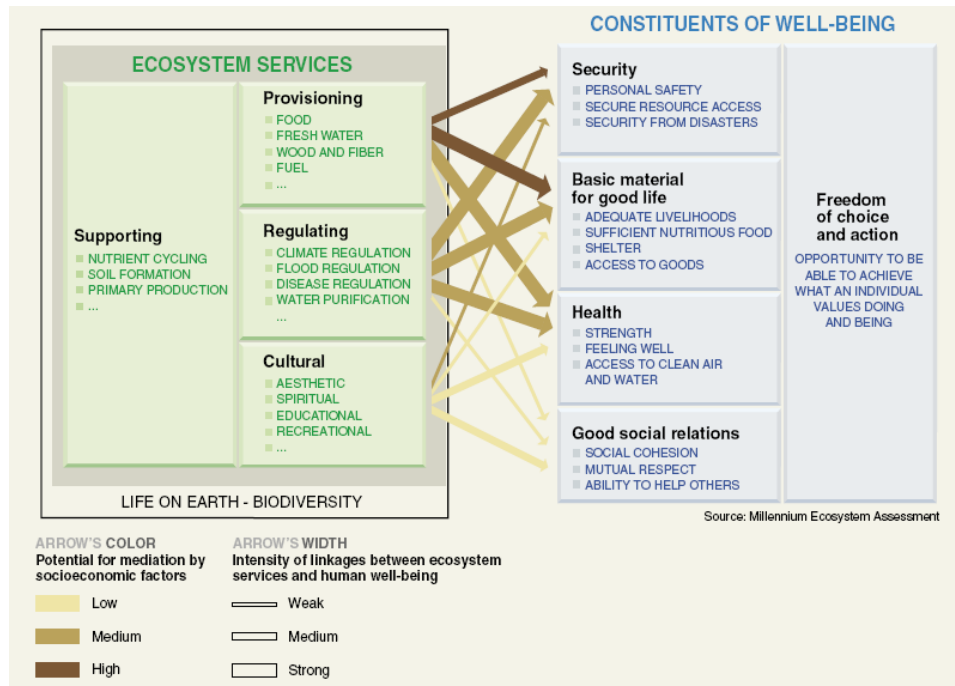 CONSTITUENTS OF WELL-BEING
ECOSYSTEM SERVICES
Supporting
NUTRIENT CYCLING
SOIL FORMATION
PRIMARY PRODUCTION
...
Provisioning
FOOD
FRESH WATER
WOOD AND FIBER
FUEL
...
Regulating
CLIMATE REGULATION
FLOOD REGULATION
DISEASE REGULATION
WATER PURIFICATION
...
Cultural
AESTHETIC
SPIRITUAL
EDUCATIONAL
RECREATIONAL
...
LIFE ON EARTH - BIODIVERSITY
Security
PERSONAL SAFETY
SECURE RESOURCE ACCESS
SECURITY FROM DISASTERS
Basic material
for good life
ADEQUATE LIVELIHOODS
SUFFICIENT NUTRITIOUS FOOD
SHELTER
ACCESS TO GOODS
Health
STRENGTH
FEELING WELL
ACCESS TO CLEAN AIR
AND WATER
Good social relations
SOCIAL COHESION
MUTUAL RESPECT
ABILITY TO HELP OTHERS
Freedom
of choice
and action
OPPORTUNITY TO BE
ABLE TO ACHIEVE
WHAT AN INDIVIDUAL
VALUES DOING
AND BEING
Source: Millennium Ecosystem Assessment
ARROW'S COLOR
Potential for mediation by
socioeconomic factors
Low
Medium
High
ARROW'S WIDTH
Intensity of linkages between ecosystem
services and human well-being
Weak
Medium
Strong